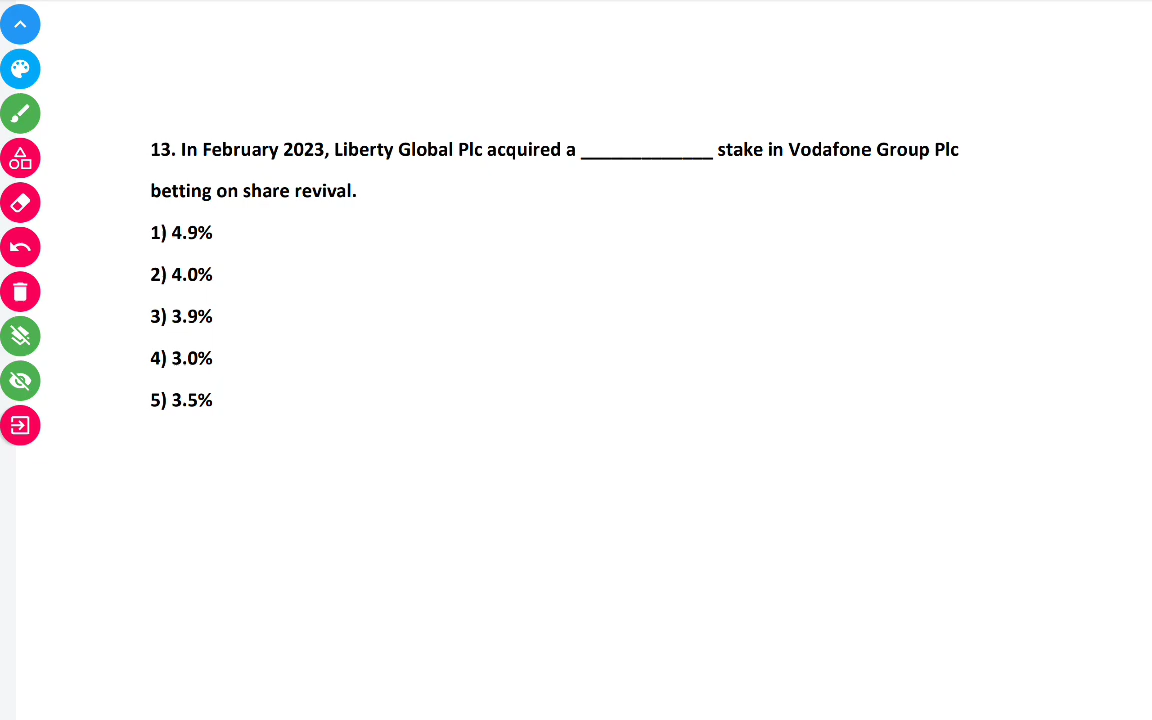 13. In February 2023, Liberty Global Plc acquired a _____________ stake in Vodafone Group Plc
betting on share revival.
1) 4.9%
2) 4.0%
3) 3.9%
4) 3.0%
5) 3.5%